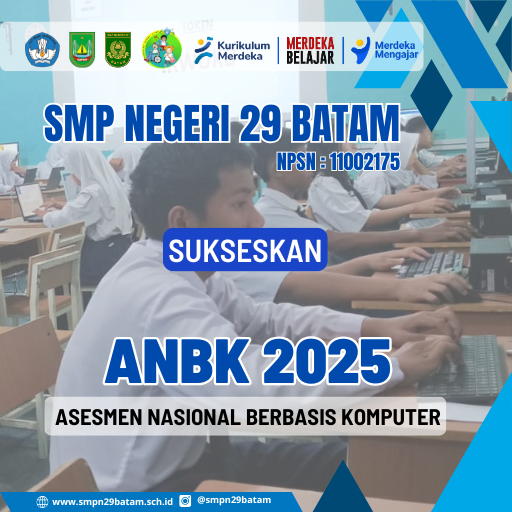 Kurikulum
Merdeka
MERDEKA
BELAJAR
Merdeka
Mengajar
SMP NEGERI 29 BATAM
NPSN : 11002175
SUKSESKAN
ANBK 2025
ASESMEN NASIONAL BERBASIS KOMPUTER
www.smpn29batam.sch.id
@smpn29batam